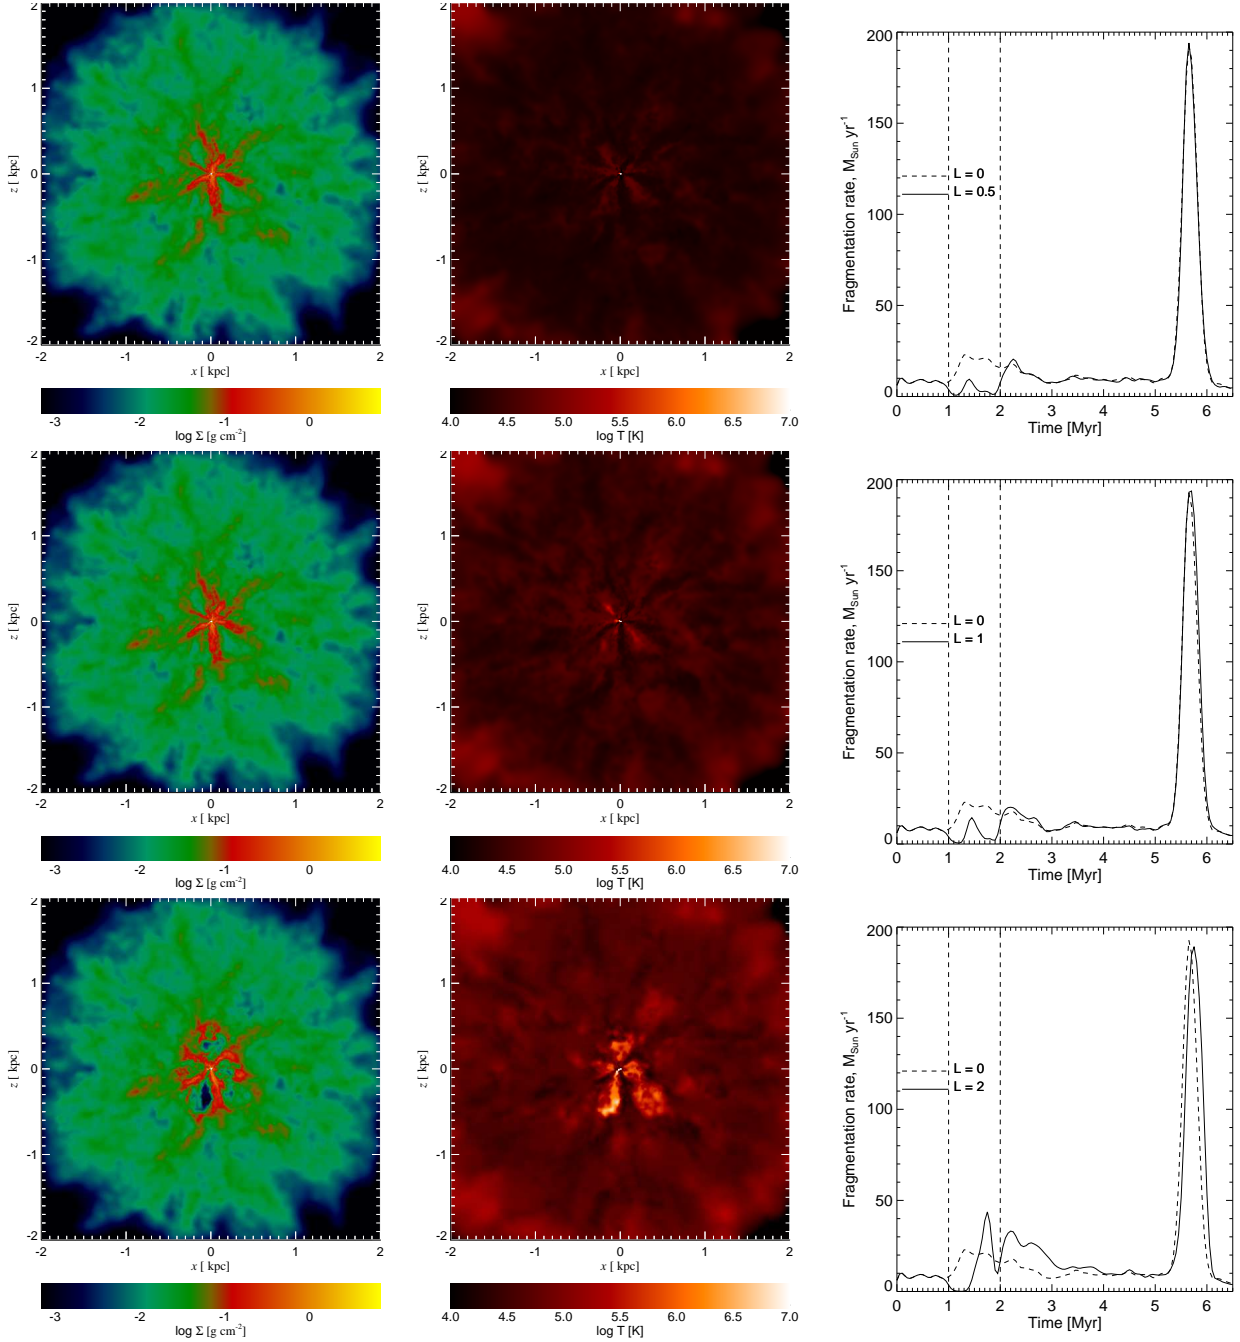 2
1
0
-1
-2
z [ kpc]
-2 -1 0 1 2
x [ kpc]
-3 -2 -1 0
log Σ [g cm⁻²]
2
1
0
-1
-2
z [ kpc]
-2 -1 0 1 2
x [ kpc]
4.0 4.5 5.0 5.5 6.0 6.5 7.0
log T [K]
200
150
100
50
0
Fragmentation rate, M_Sun yr⁻¹
L = 0
L = 0.5
0 1 2 3 4 5 6
Time [Myr]
2
1
0
-1
-2
z [ kpc]
-2 -1 0 1 2
x [ kpc]
-3 -2 -1 0
log Σ [g cm⁻²]
2
1
0
-1
-2
z [ kpc]
-2 -1 0 1 2
x [ kpc]
4.0 4.5 5.0 5.5 6.0 6.5 7.0
log T [K]
200
150
100
50
0
Fragmentation rate, M_Sun yr⁻¹
L = 0
L = 1
0 1 2 3 4 5 6
Time [Myr]
2
1
0
-1
-2
z [ kpc]
-2 -1 0 1 2
x [ kpc]
-3 -2 -1 0
log Σ [g cm⁻²]
2
1
0
-1
-2
z [ kpc]
-2 -1 0 1 2
x [ kpc]
4.0 4.5 5.0 5.5 6.0 6.5 7.0
log T [K]
200
150
100
50
0
Fragmentation rate, M_Sun yr⁻¹
L = 0
L = 2
0 1 2 3 4 5 6
Time [Myr]